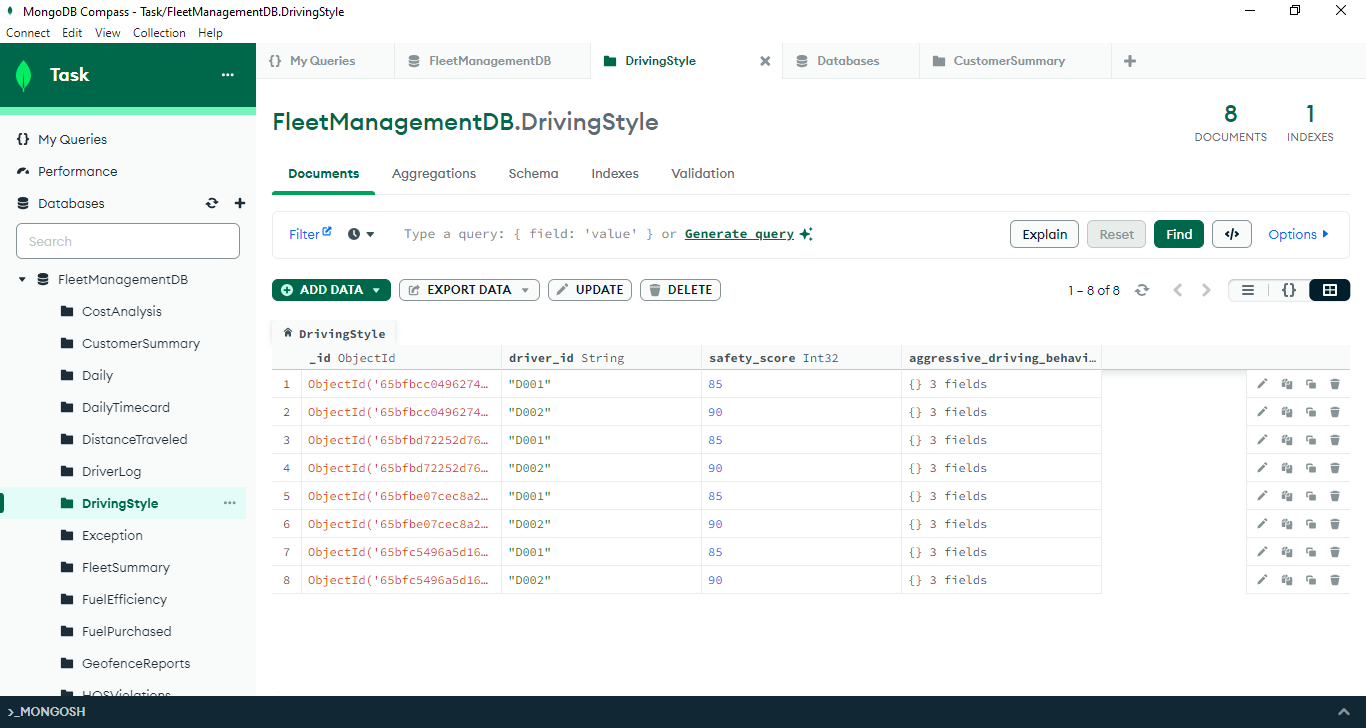 MongoDB Compass - Task/FleetManagementDB.DrivingStyle
Connect Edit View Collection Help
Task
My Queries
Performance
Databases
Search
FleetManagementDB
CostAnalysis
CustomerSummary
Daily
DailyTimecard
DistanceTraveled
DriverLog
DrivingStyle
Exception
FleetSummary
FuelEfficiency
FuelPurchased
GeofenceReports
HOSViolations
{} My Queries FleetManagementDB DrivingStyle Databases CustomerSummary
FleetManagementDB.DrivingStyle
8 DOCUMENTS
1 INDEXES
Documents Aggregations Schema Indexes Validation
Filter Type a query: { field: 'value' } or Generate query Explain Reset Find </> Options
ADD DATA EXPORT DATA UPDATE DELETE 1 – 8 of 8 {}
DrivingStyle
_id ObjectId driver_id String safety_score Int32 aggressive_driving_behavi…
1 ObjectId('65bfbcc0496274… "D001" 85 {} 3 fields
2 ObjectId('65bfbcc0496274… "D002" 90 {} 3 fields
3 ObjectId('65bfbd72252d76… "D001" 85 {} 3 fields
4 ObjectId('65bfbd72252d76… "D002" 90 {} 3 fields
5 ObjectId('65bfbe07cec8a2… "D001" 85 {} 3 fields
6 ObjectId('65bfbe07cec8a2… "D002" 90 {} 3 fields
7 ObjectId('65bfc5496a5d16… "D001" 85 {} 3 fields
8 ObjectId('65bfc5496a5d16… "D002" 90 {} 3 fields
>_MONGOSH